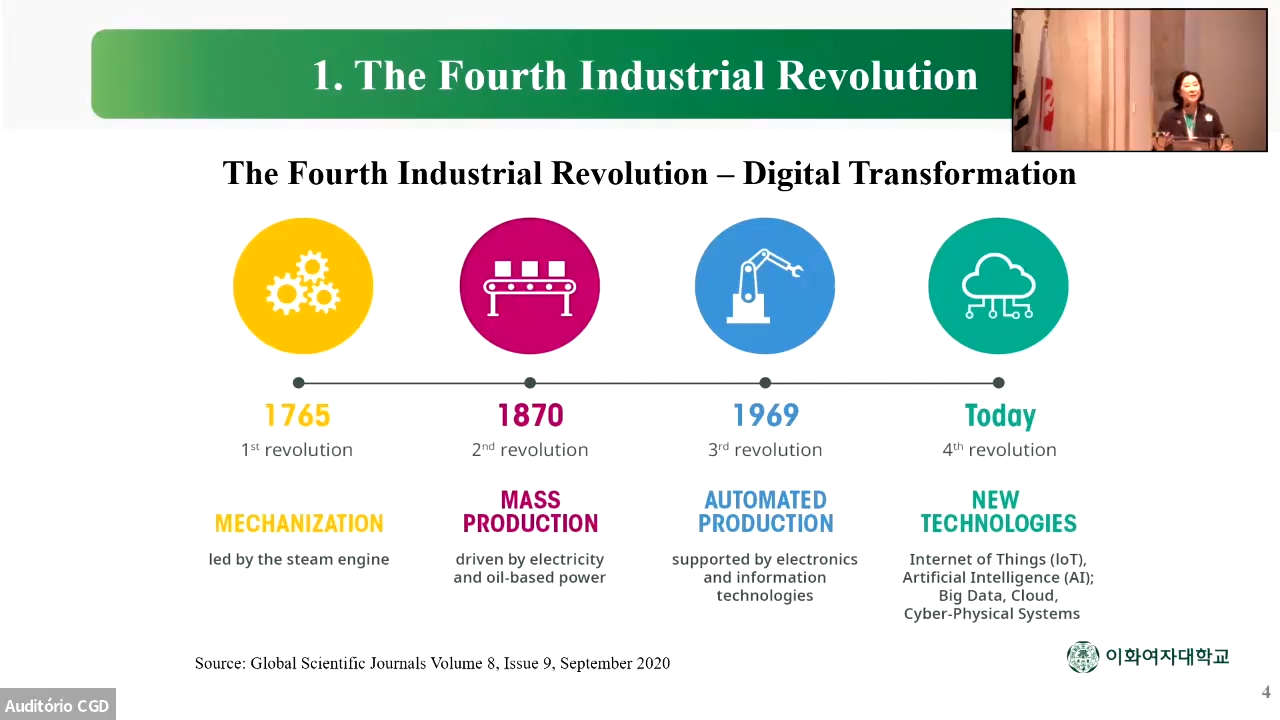 1. The Fourth Industrial Revolution
The Fourth Industrial Revolution – Digital Transformation
1765
1st revolution
MECHANIZATION
led by the steam engine
1870
2nd revolution
MASS
PRODUCTION
driven by electricity
and oil-based power
1969
3rd revolution
AUTOMATED
PRODUCTION
supported by electronics
and information
technologies
Today
4th revolution
NEW
TECHNOLOGIES
Internet of Things (IoT),
Artificial Intelligence (AI);
Big Data, Cloud,
Cyber-Physical Systems
Source: Global Scientific Journals Volume 8, Issue 9, September 2020
이화여자대학교
4
Auditório CGD